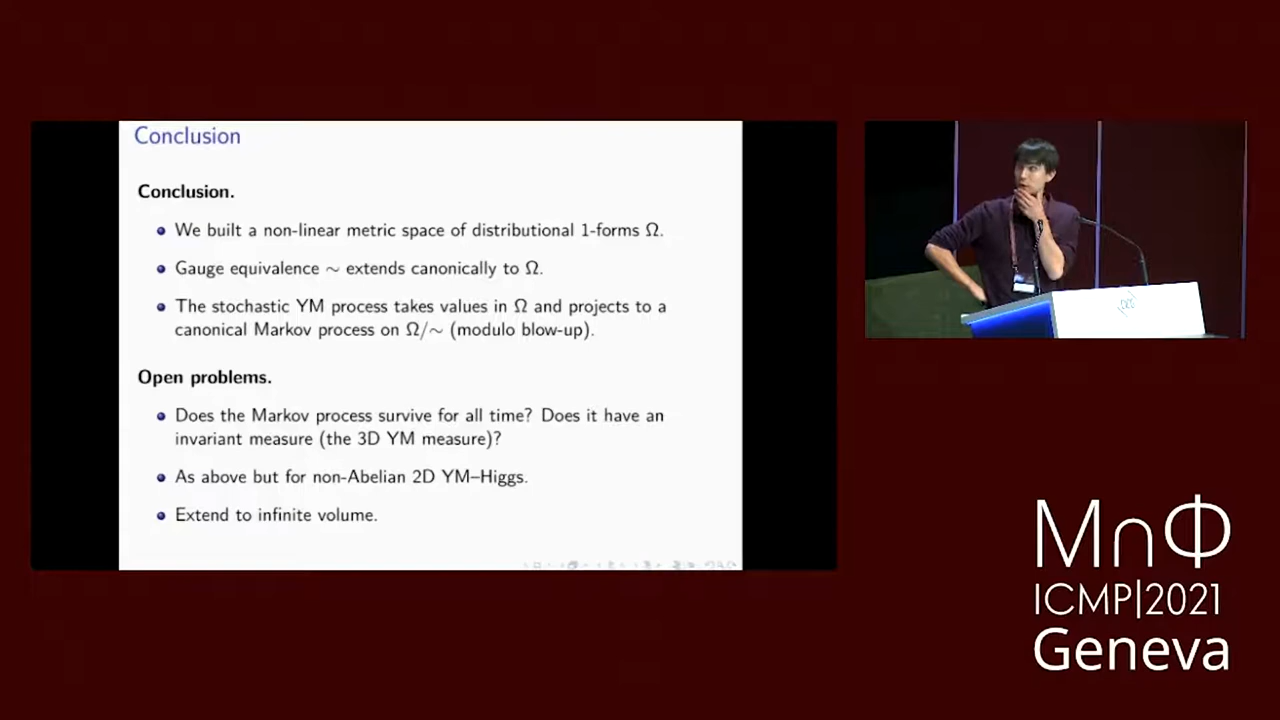 Conclusion
Conclusion.
We built a non-linear metric space of distributional 1-forms Ω.
Gauge equivalence ∼ extends canonically to Ω.
The stochastic YM process takes values in Ω and projects to a
canonical Markov process on Ω/∼ (modulo blow-up).
Open problems.
Does the Markov process survive for all time? Does it have an
invariant measure (the 3D YM measure)?
As above but for non-Abelian 2D YM–Higgs.
Extend to infinite volume.
M∩Φ
ICMP|2021
Geneva